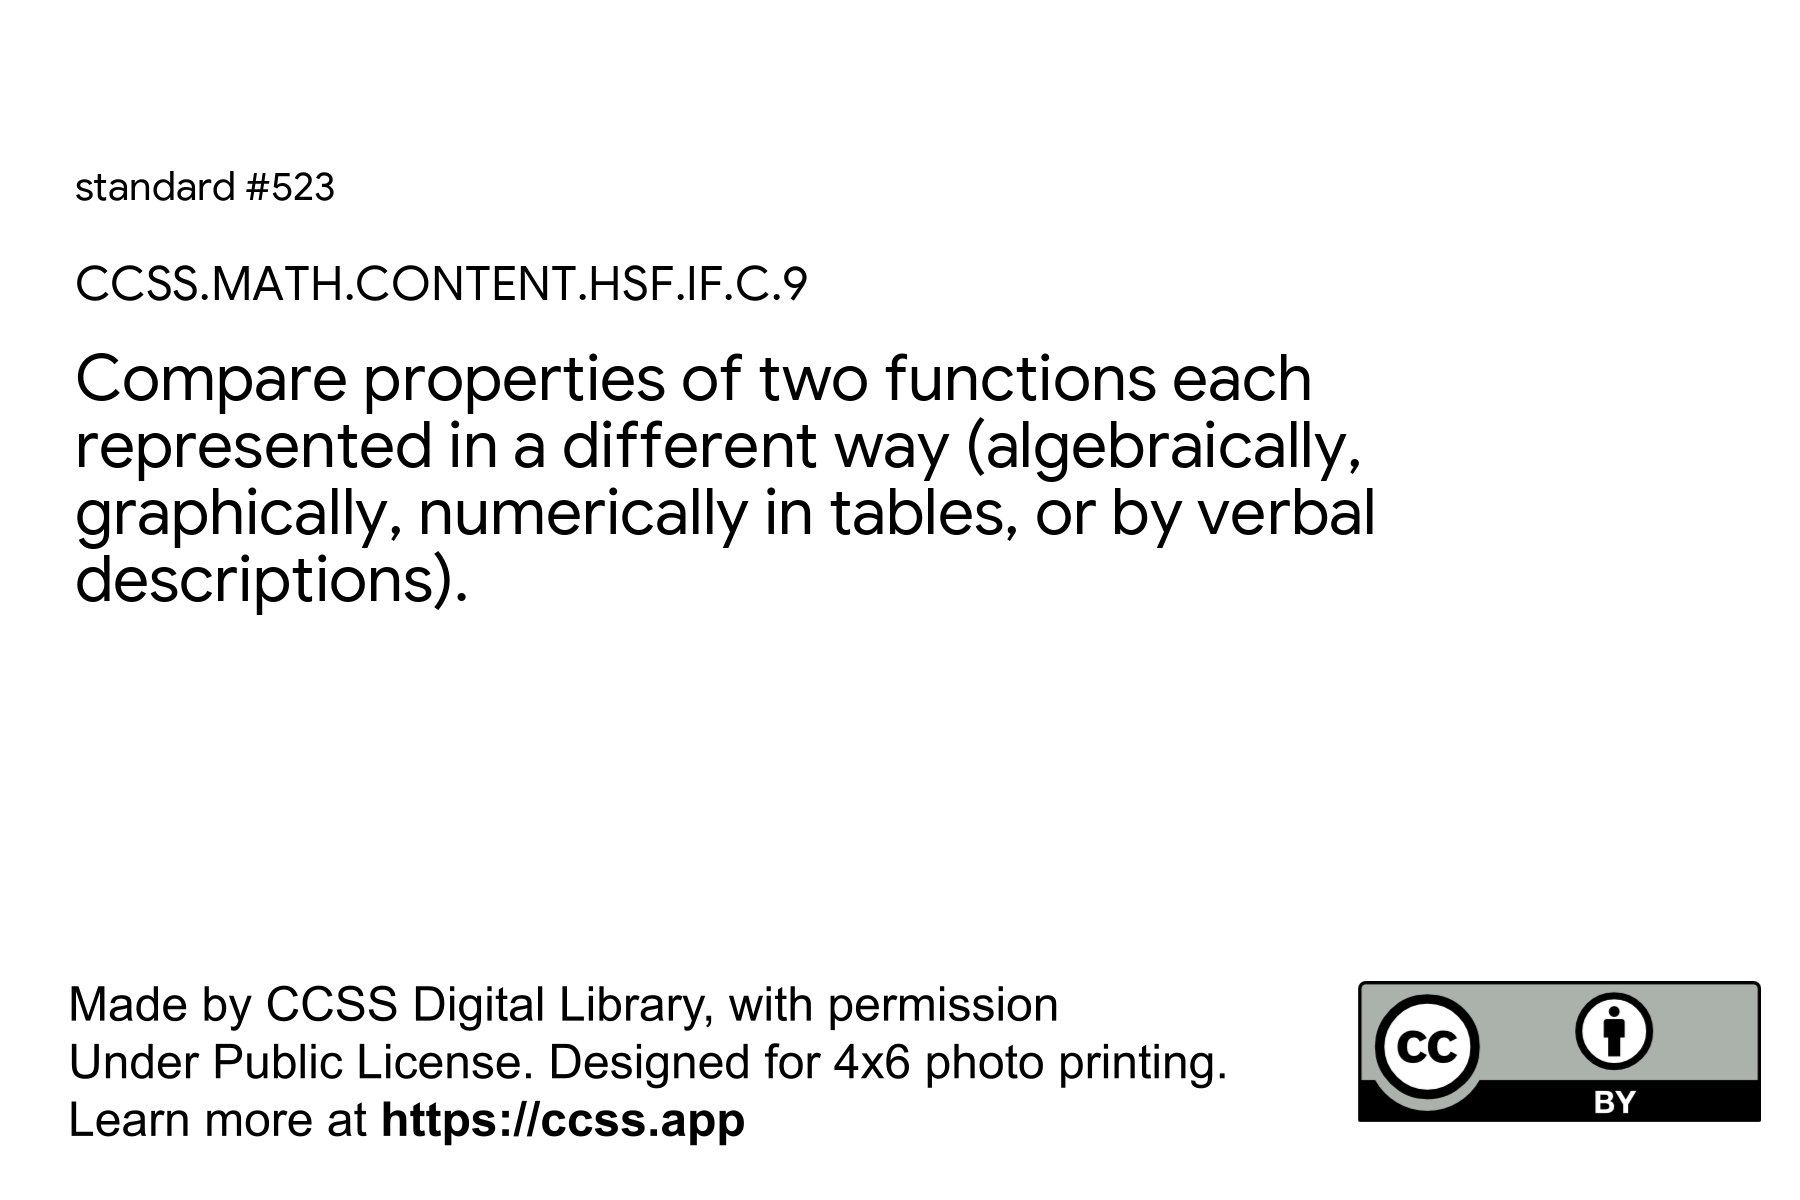 standard #523
CCSS.MATH.CONTENT.HSF.IF.C.9
Compare properties of two functions each
represented in a different way (algebraically,
graphically, numerically in tables, or by verbal
descriptions).
Made by CCSS Digital Library, with permission
Under Public License. Designed for 4x6 photo printing.
Learn more at https://ccss.app
CC
BY